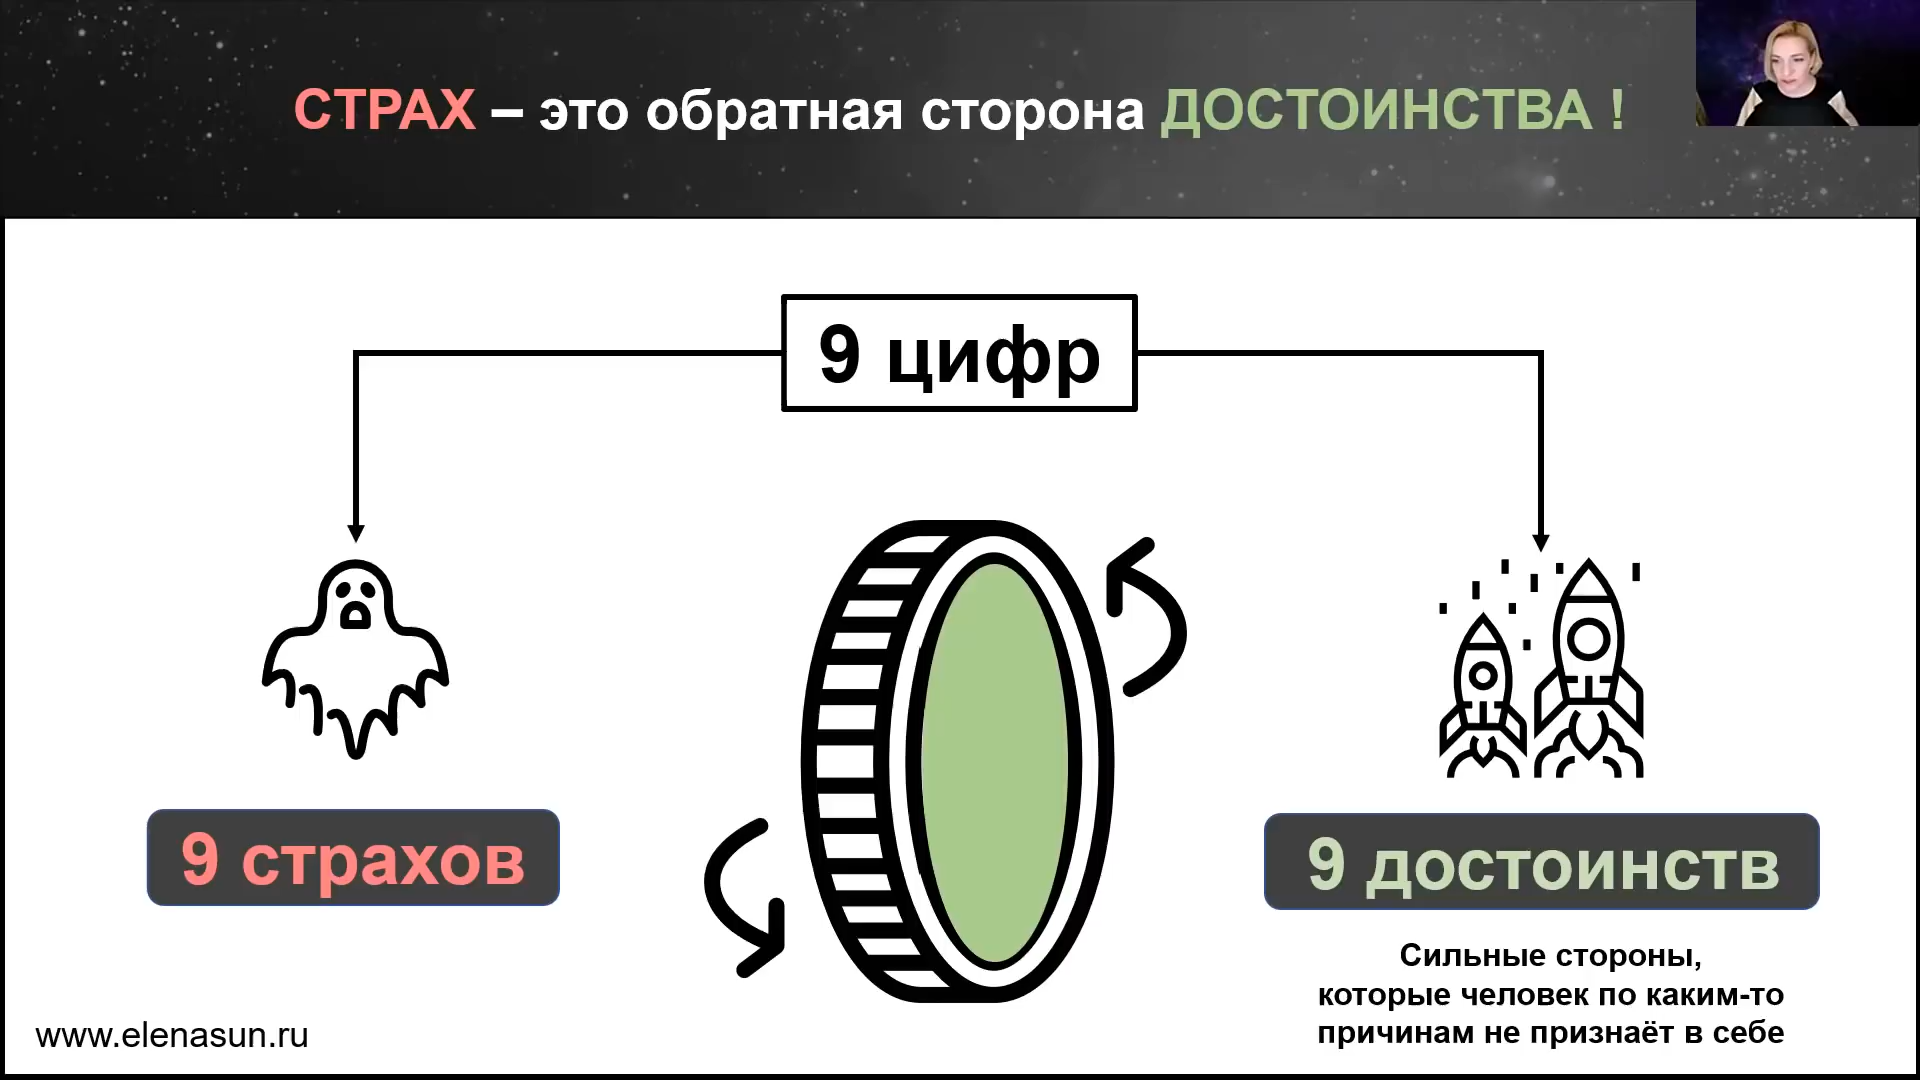 СТРАХ – это обратная сторона ДОСТОИНСТВА !
9 цифр
9 страхов
9 достоинств
Сильные стороны,
которые человек по каким-то
причинам не признаёт в себе
www.elenasun.ru